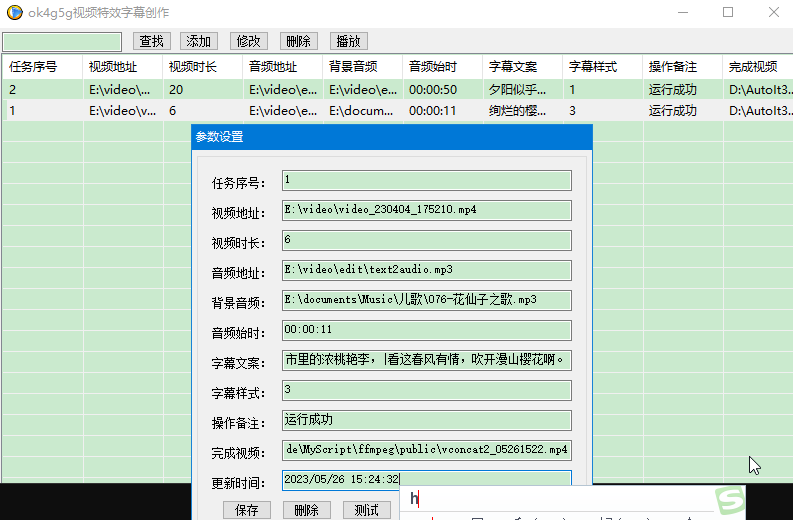 ok4g5g视频特效字幕创作
查找 添加 修改 删除 播放
任务序号 视频地址 视频时长 音频地址 背景音频 音频始时 字幕文案 字幕样式 操作备注 完成视频
2 E:\video\... 20 E:\video\e... E:\video\e... 00:00:50 夕阳似乎... 1 运行成功 D:\AutoIt3...
1 E:\video\v... 6 E:\video\e... E:\docum... 00:00:11 绚烂的樱... 3 运行成功 D:\AutoIt3...
参数设置
任务序号: 1
视频地址: E:\video\video_230404_175210.mp4
视频时长: 6
音频地址: E:\video\edit\text2audio.mp3
背景音频: E:\documents\Music\儿歌\076-花仙子之歌.mp3
音频始时: 00:00:11
字幕文案: 市里的浓桃艳李，|看这春风有情，吹开漫山樱花啊。
字幕样式: 3
操作备注: 运行成功
完成视频: de\MyScript\ffmpeg\public\vconcat2_05261522.mp4
更新时间: 2023/05/26 15:24:32
保存 删除 测试
h
S